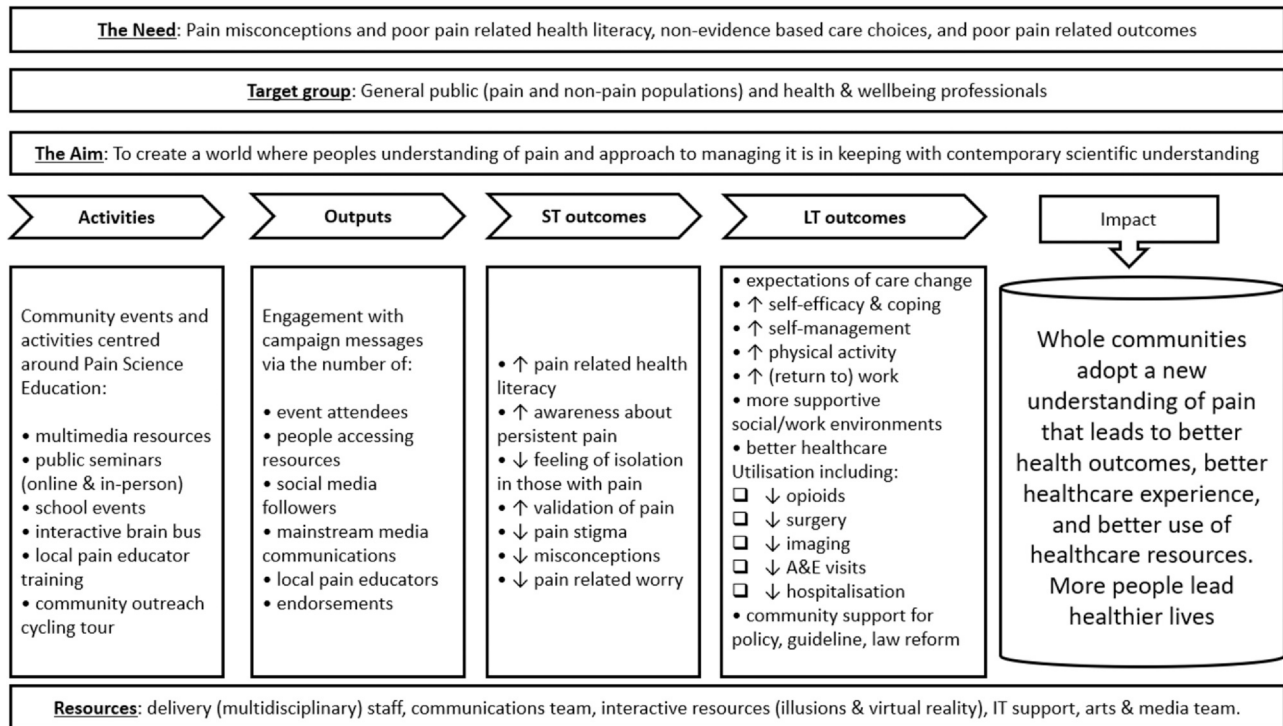 The Need: Pain misconceptions and poor pain related health literacy, non-evidence based care choices, and poor pain related outcomes
Target group: General public (pain and non-pain populations) and health & wellbeing professionals
The Aim: To create a world where peoples understanding of pain and approach to managing it is in keeping with contemporary scientific understanding
Activities
Community events and
activities centred
around Pain Science
Education:
• multimedia resources
• public seminars
(online & in-person)
• school events
• interactive brain bus
• local pain educator
training
• community outreach
cycling tour
Outputs
Engagement with
campaign messages
via the number of:
• event attendees
• people accessing
resources
• social media
followers
• mainstream media
communications
• local pain educators
• endorsements
ST outcomes
• ↑ pain related health
literacy
• ↑ awareness about
persistent pain
• ↓ feeling of isolation
in those with pain
• ↑ validation of pain
• ↓ pain stigma
• ↓ misconceptions
• ↓ pain related worry
LT outcomes
• expectations of care change
• ↑ self-efficacy & coping
• ↑ self-management
• ↑ physical activity
• ↑ (return to) work
• more supportive
social/work environments
• better healthcare
Utilisation including:
❑ ↓ opioids
❑ ↓ surgery
❑ ↓ imaging
❑ ↓ A&E visits
❑ ↓ hospitalisation
• community support for
policy, guideline, law reform
Impact
Whole communities
adopt a new
understanding of pain
that leads to better
health outcomes, better
healthcare experience,
and better use of
healthcare resources.
More people lead
healthier lives
Resources: delivery (multidisciplinary) staff, communications team, interactive resources (illusions & virtual reality), IT support, arts & media team.